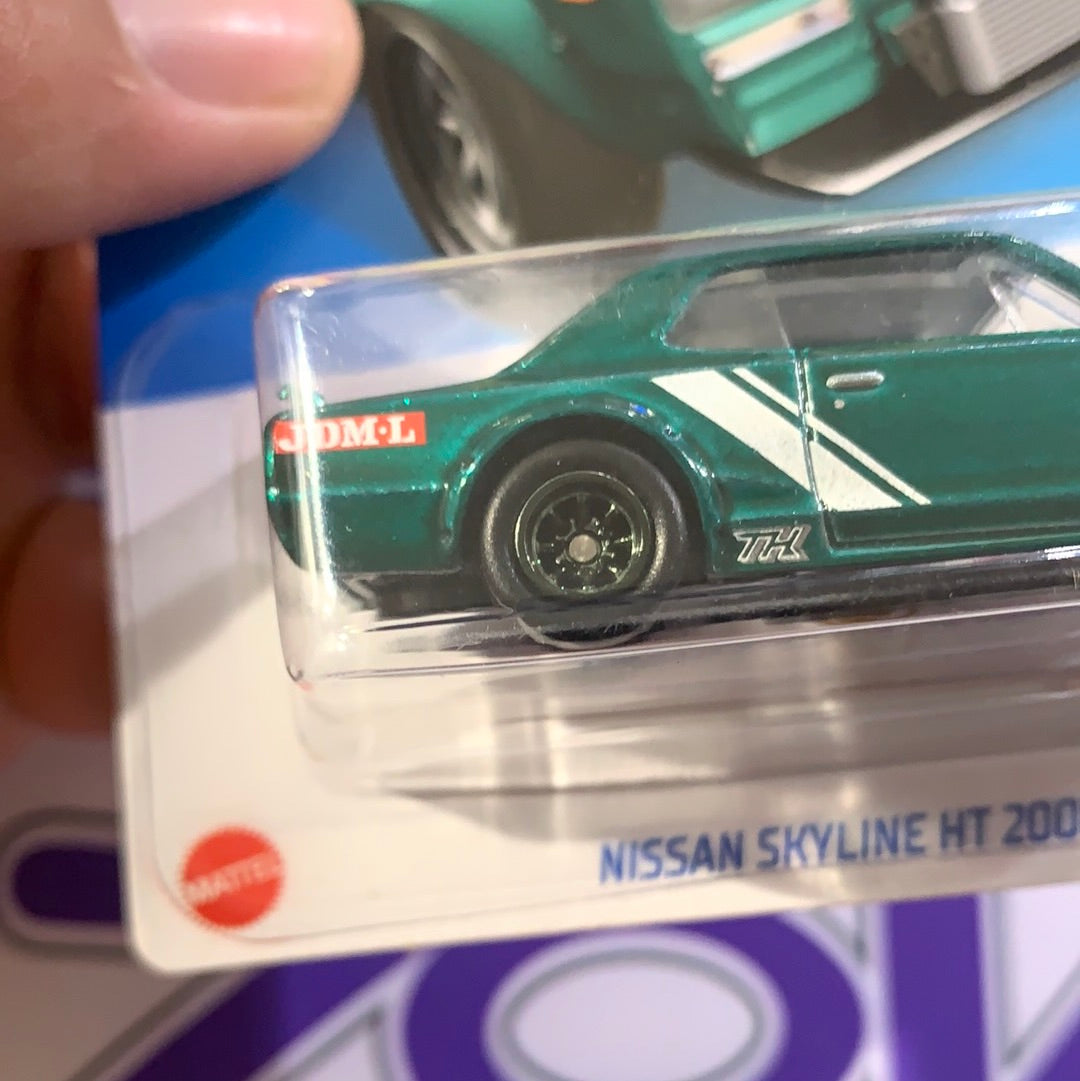 JDM·L
TH
NISSAN SKYLINE HT 200
MATTEL